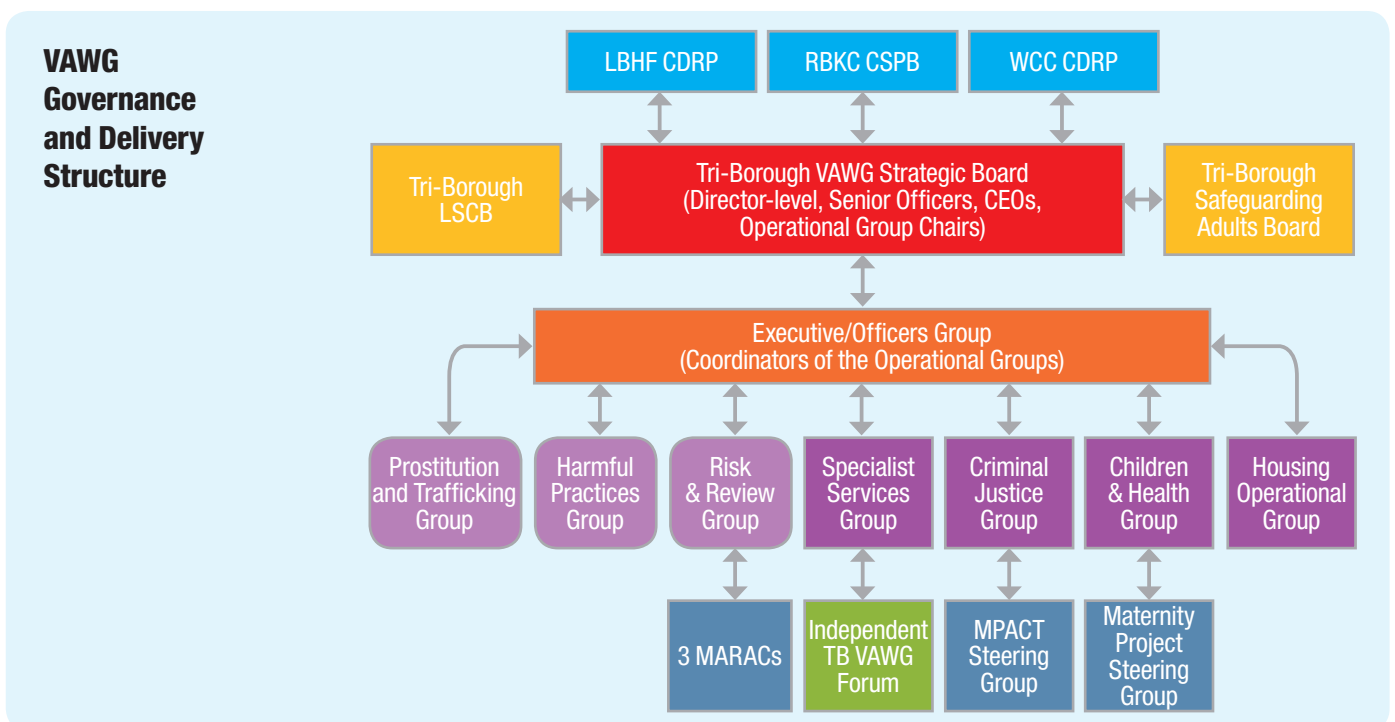 VAWG
Governance
and Delivery
Structure
LBHF CDRP
RBKC CSPB
WCC CDRP
Tri-Borough
LSCB
Tri-Borough VAWG Strategic Board
(Director-level, Senior Officers, CEOs,
Operational Group Chairs)
Tri-Borough
Safeguarding
Adults Board
Executive/Officers Group
(Coordinators of the Operational Groups)
Prostitution
and Trafficking
Group
Harmful
Practices
Group
Risk
& Review
Group
Specialist
Services
Group
Criminal
Justice
Group
Children
& Health
Group
Housing
Operational
Group
3 MARACs
Independent
TB VAWG
Forum
MPACT
Steering
Group
Maternity
Project
Steering
Group